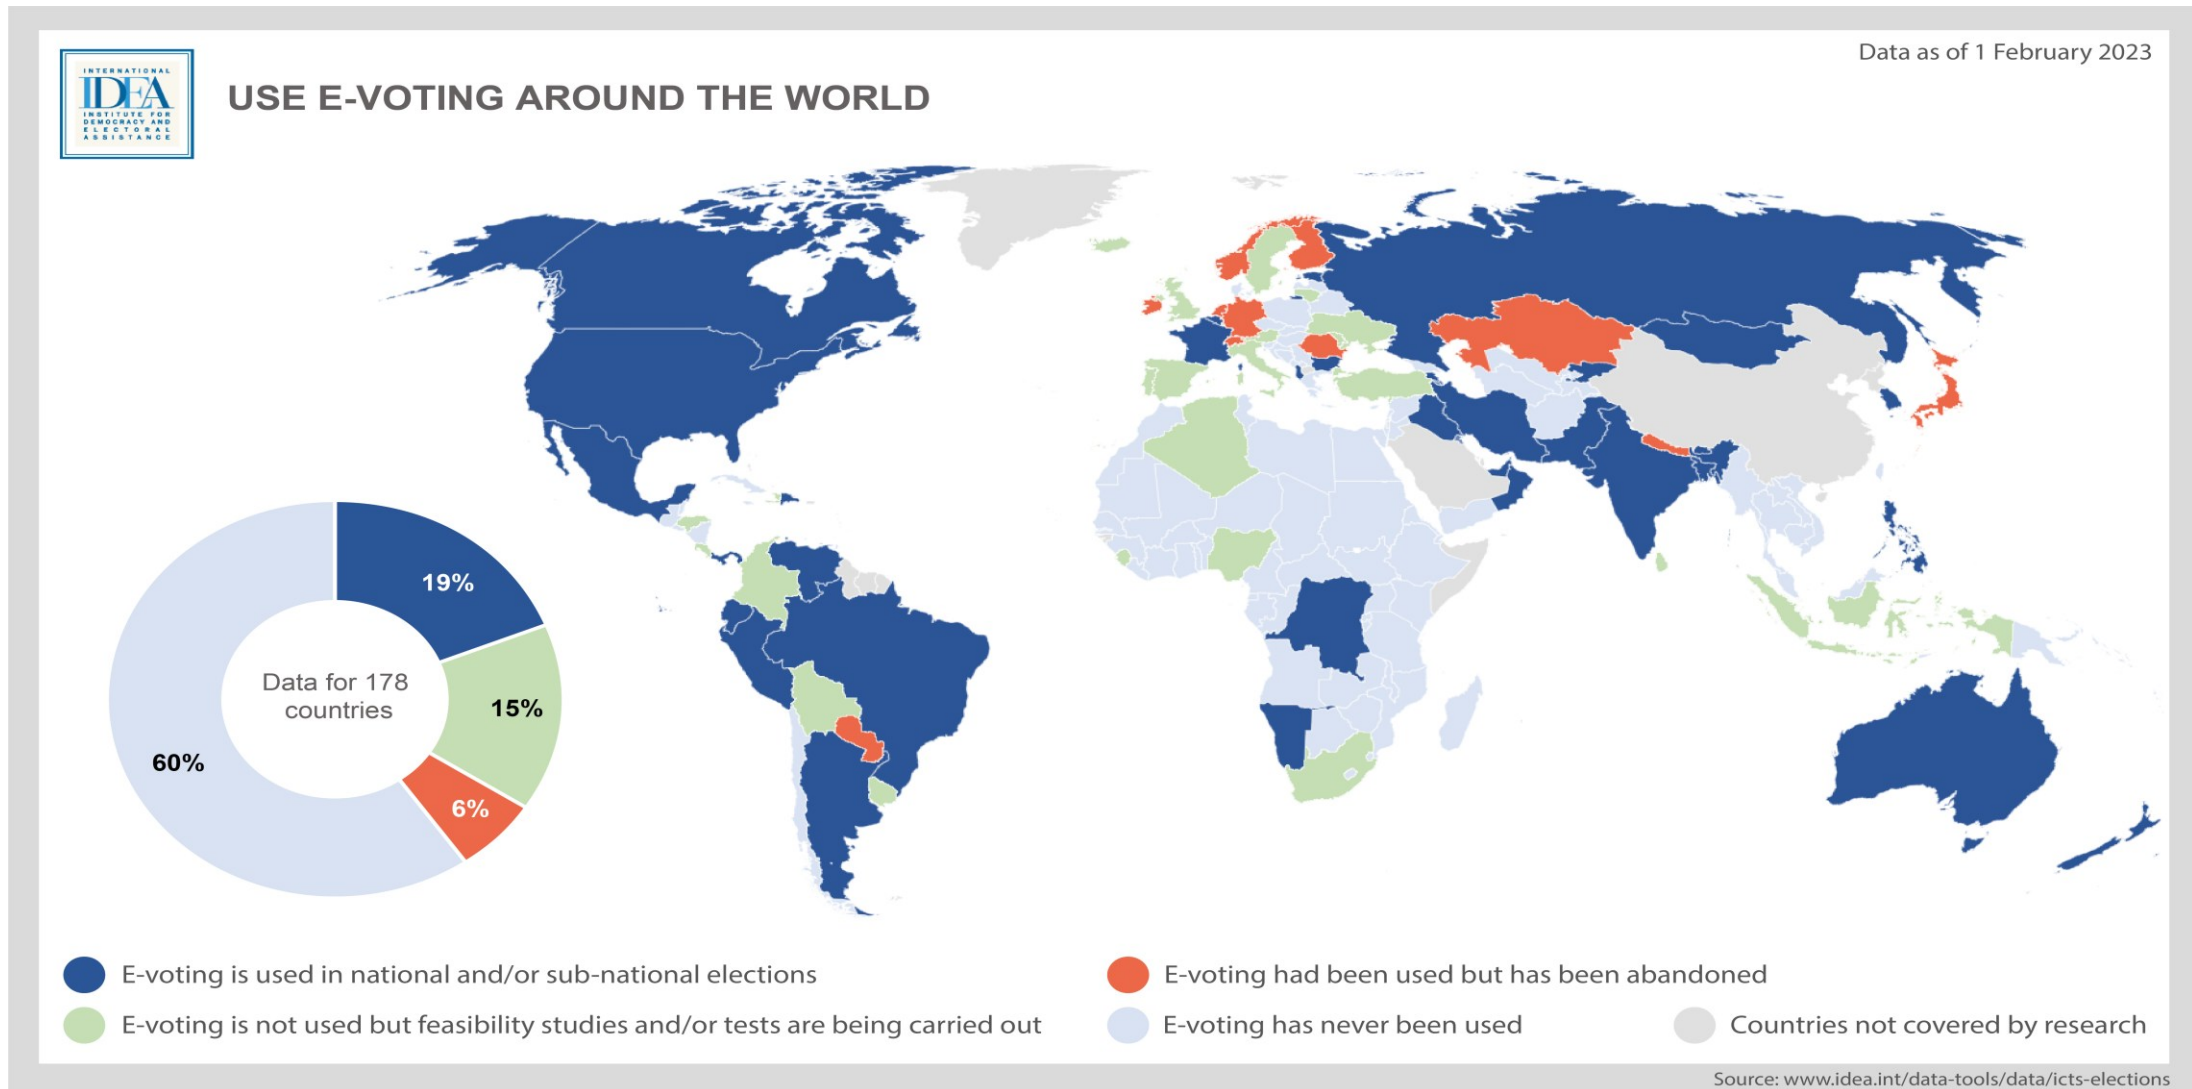 Data as of 1 February 2023
INTERNATIONAL
IDEA
INSTITUTE FOR
DEMOCRACY AND
ELECTORAL
ASSISTANCE
USE E-VOTING AROUND THE WORLD
19%
15%
6%
60%
Data for 178
countries
E-voting is used in national and/or sub-national elections
E-voting had been used but has been abandoned
E-voting is not used but feasibility studies and/or tests are being carried out
E-voting has never been used
Countries not covered by research
Source: www.idea.int/data-tools/data/icts-elections